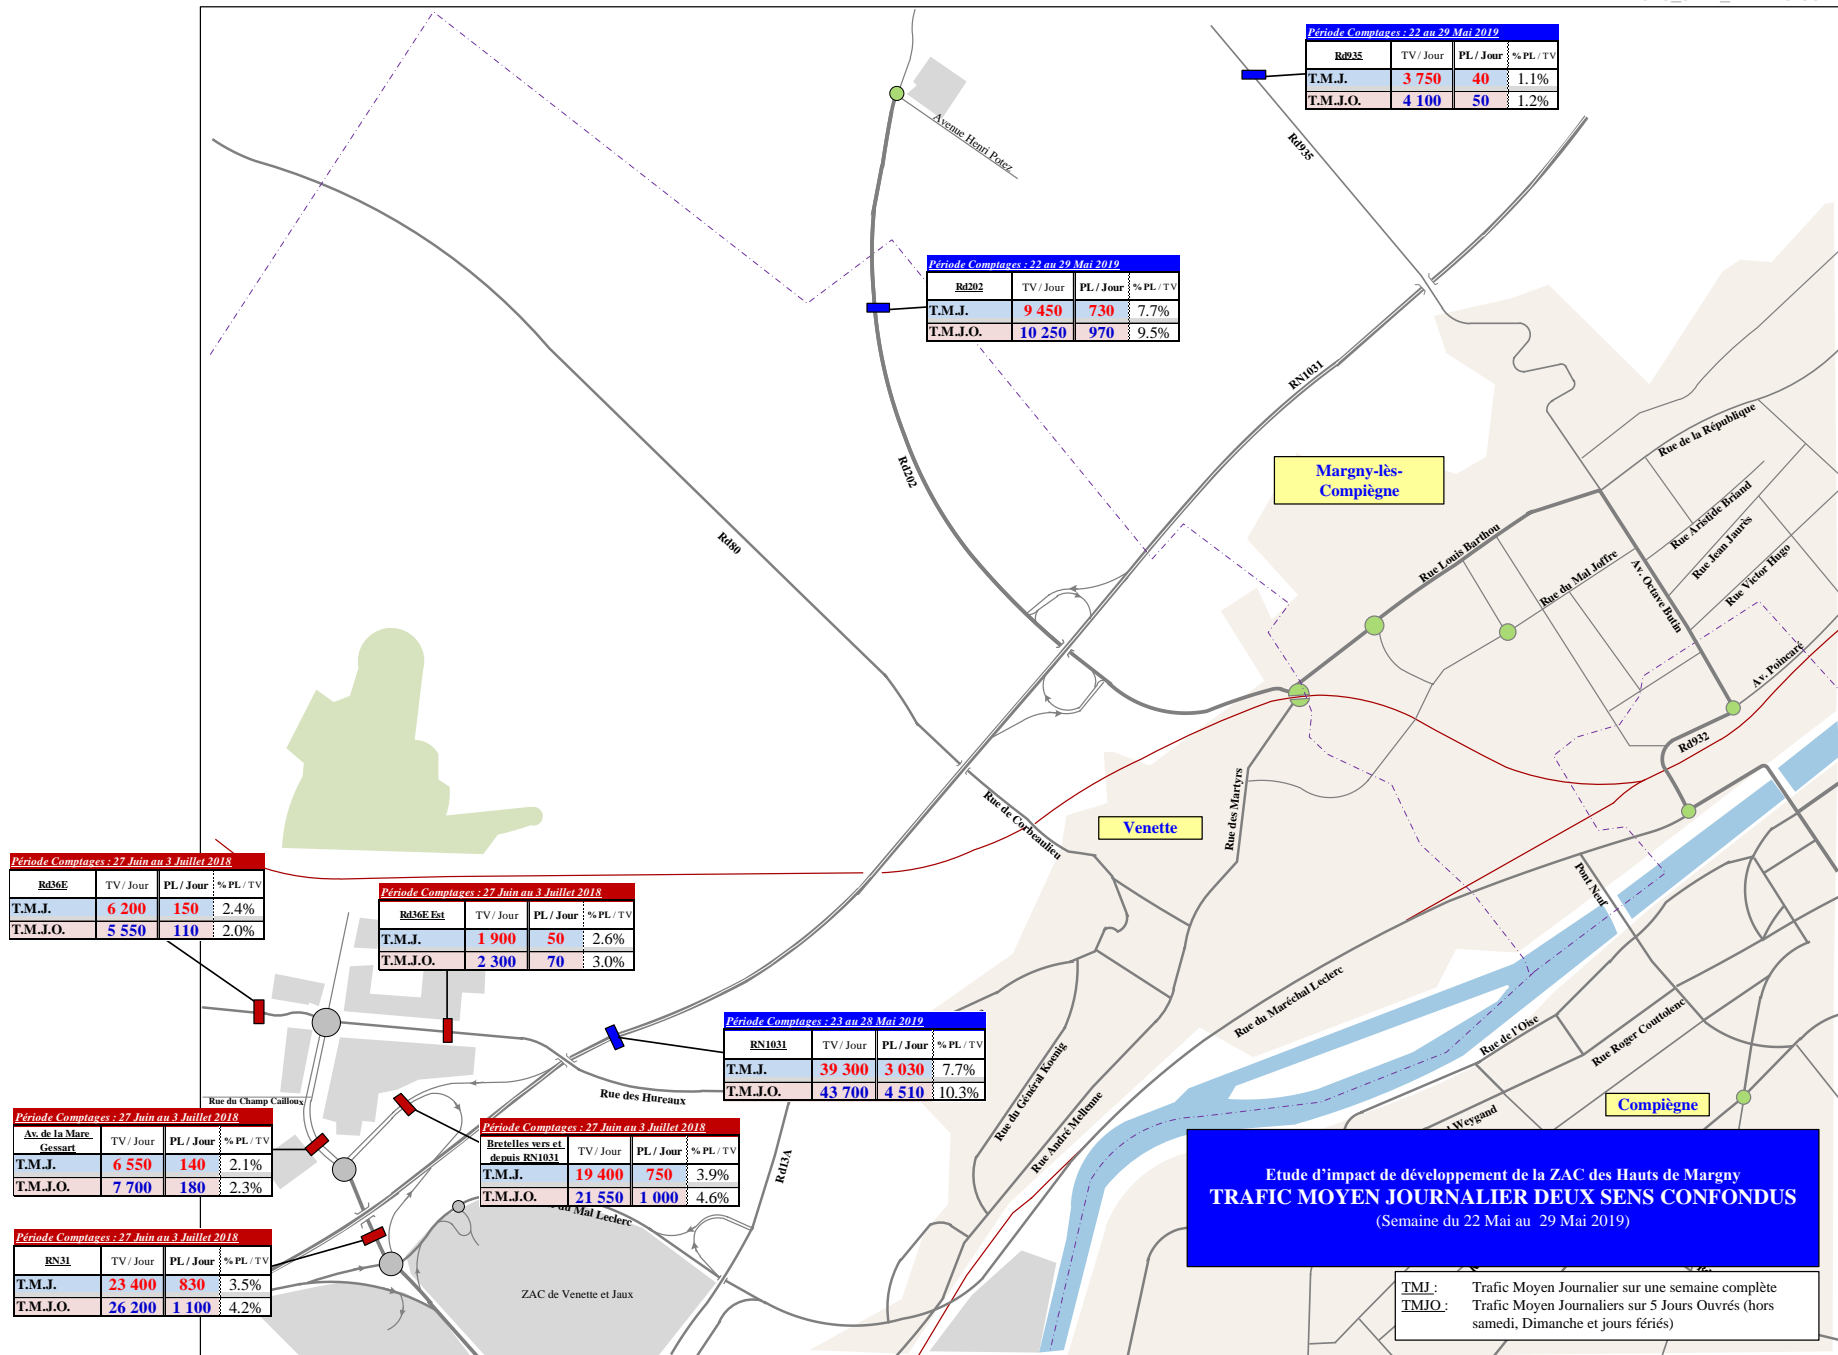 Période Comptages : 22 au 29 Mai 2019
Rd935 TV / Jour PL / Jour % PL / TV
T.M.J. 3 750 40 1.1%
T.M.J.O. 4 100 50 1.2%
Avenue Henri Potez
Rd935
Période Comptages : 22 au 29 Mai 2019
Rd202 TV / Jour PL / Jour % PL / TV
T.M.J. 9 450 730 7.7%
T.M.J.O. 10 250 970 9.5%
RN1031
Rd202
Rd80
Margny-lès-
Compiègne
Rue de la République
Rue Louis Barthou
Rue Aristide Briand
Rue Jean Jaurès
Rue du Mal Joffre
Rue Victor Hugo
Av. Octave Butin
Av. Poincaré
Rd932
Rue de Corbeaulieu
Venette
Rue des Martyrs
Pont Neuf
Période Comptages : 27 Juin au 3 Juillet 2018
Rd36E TV / Jour PL / Jour % PL / TV
T.M.J. 6 200 150 2.4%
T.M.J.O. 5 550 110 2.0%
Période Comptages : 27 Juin au 3 Juillet 2018
Rd36E Est TV / Jour PL / Jour % PL / TV
T.M.J. 1 900 50 2.6%
T.M.J.O. 2 300 70 3.0%
Période Comptages : 23 au 28 Mai 2019
RN1031 TV / Jour PL / Jour % PL / TV
T.M.J. 39 300 3 030 7.7%
T.M.J.O. 43 700 4 510 10.3%
Rue du Maréchal Leclerc
Rue de l'Oise
Rue Roger Couttolenc
Rue du Général Koenig
Rue André Mellenne
Weygand
Compiègne
Rue du Champ Cailloux
Rue des Hureaux
Rd13A
Période Comptages : 27 Juin au 3 Juillet 2018
Av. de la Mare
Gessart TV / Jour PL / Jour % PL / TV
T.M.J. 6 550 140 2.1%
T.M.J.O. 7 700 180 2.3%
Période Comptages : 27 Juin au 3 Juillet 2018
Bretelles vers et
depuis RN1031 TV / Jour PL / Jour % PL / TV
T.M.J. 19 400 750 3.9%
T.M.J.O. 21 550 1 000 4.6%
du Mal Leclerc
Période Comptages : 27 Juin au 3 Juillet 2018
RN31 TV / Jour PL / Jour % PL / TV
T.M.J. 23 400 830 3.5%
T.M.J.O. 26 200 1 100 4.2%
ZAC de Venette et Jaux
Etude d'impact de développement de la ZAC des Hauts de Margny
TRAFIC MOYEN JOURNALIER DEUX SENS CONFONDUS
(Semaine du 22 Mai au 29 Mai 2019)
TMJ : Trafic Moyen Journalier sur une semaine complète
TMJO : Trafic Moyen Journaliers sur 5 Jours Ouvrés (hors
samedi, Dimanche et jours fériés)